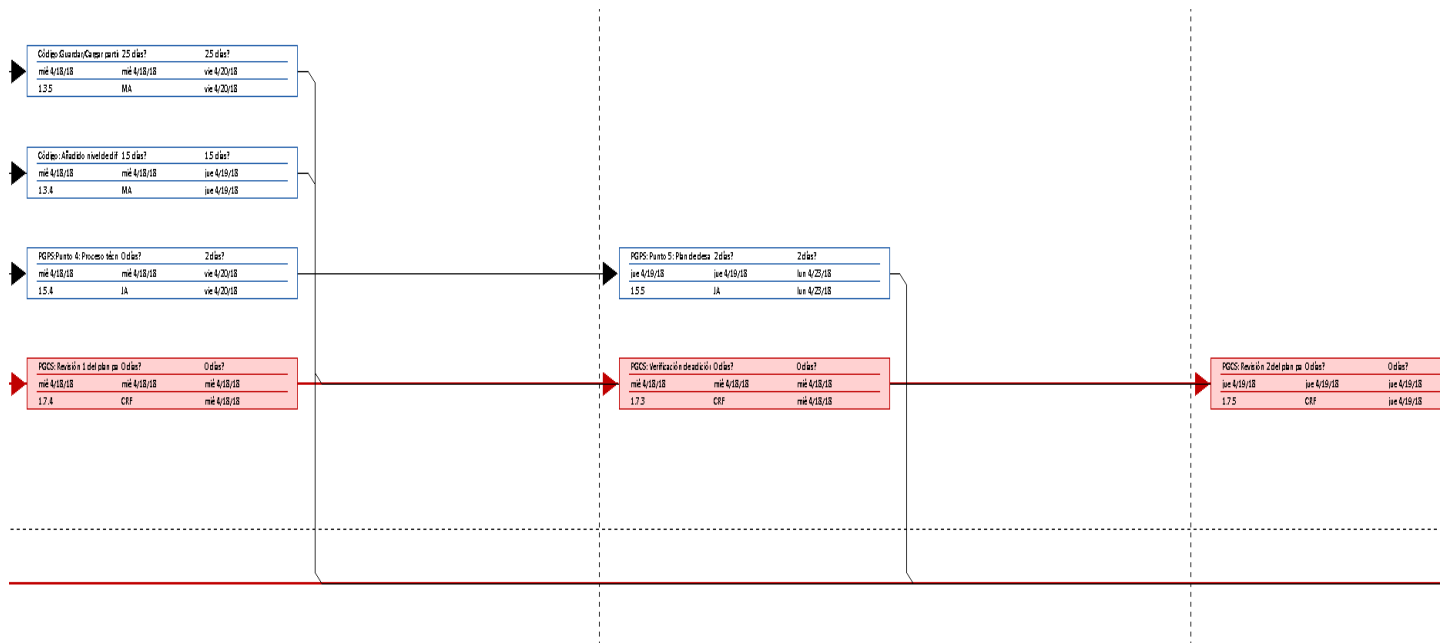 Código:Guardar/Cargar parti 2.5 días? 2.5 días?
mié 4/18/18 mié 4/18/18 vie 4/20/18
1.3.5 MA vie 4/20/18
Código: Añadido nivel de dif 1.5 días? 1.5 días?
mié 4/18/18 mié 4/18/18 jue 4/19/18
1.3.4 MA jue 4/19/18
PGPS:Punto 4: Proceso técn 0 días? 2 días?
mié 4/18/18 mié 4/18/18 vie 4/20/18
1.5.4 JA vie 4/20/18
PGPS: Punto 5: Plan de desa 2 días? 2 días?
jue 4/19/18 jue 4/19/18 lun 4/23/18
1.5.5 JA lun 4/23/18
PGCS: Revisión 1 del plan pa 0 días? 0 días?
mié 4/18/18 mié 4/18/18 mié 4/18/18
1.7.4 CRF mié 4/18/18
PGCS: Verificación de adición 0 días? 0 días?
mié 4/18/18 mié 4/18/18 mié 4/18/18
1.7.3 CRF mié 4/18/18
PGCS: Revisión 2 del plan pa 0 días? 0 días?
jue 4/19/18 jue 4/19/18 jue 4/19/18
1.7.5 CRF jue 4/19/18